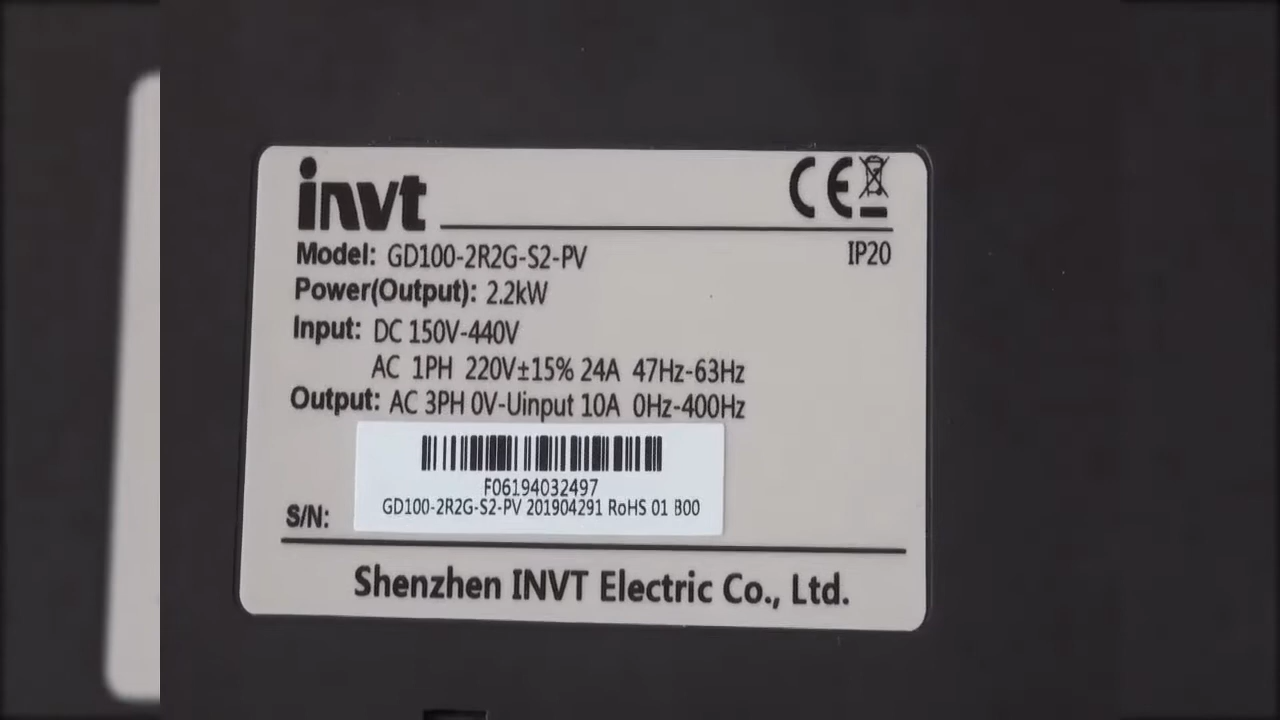 invt
CE
Model: GD100-2R2G-S2-PV
IP20
Power(Output): 2.2kW
Input: DC 150V-440V
AC 1PH 220V±15% 24A 47Hz-63Hz
Output: AC 3PH 0V-Uinput 10A 0Hz-400Hz
F06194032497
GD100-2R2G-S2-PV 201904291 RoHS 01 B00
S/N:
Shenzhen INVT Electric Co., Ltd.